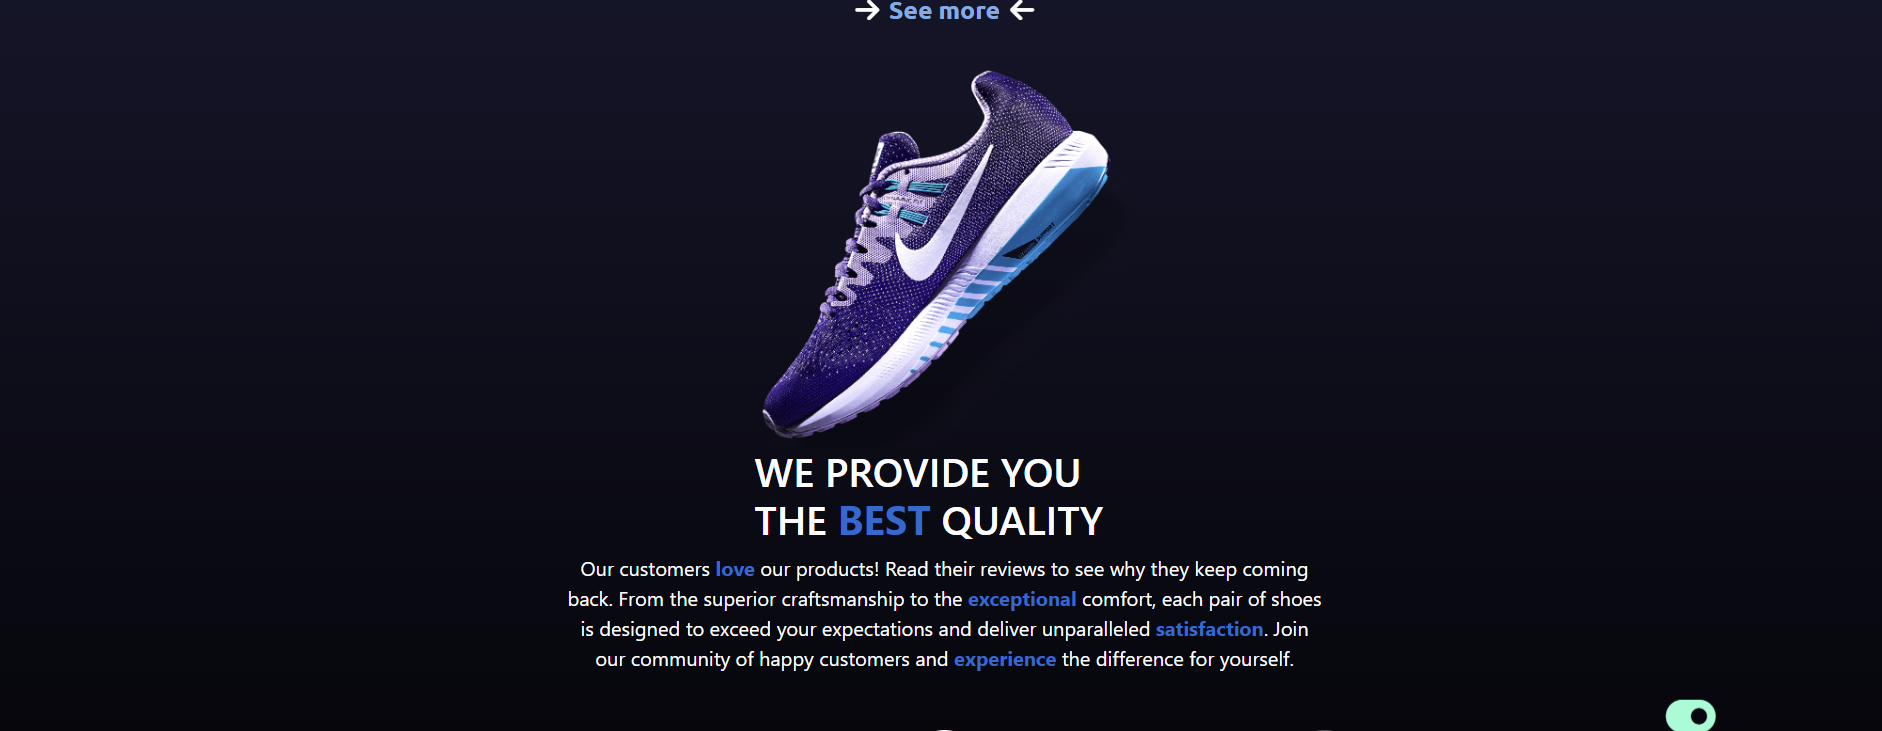 See more
WE PROVIDE YOU
THE BEST QUALITY
Our customers love our products! Read their reviews to see why they keep coming
back. From the superior craftsmanship to the exceptional comfort, each pair of shoes
is designed to exceed your expectations and deliver unparalleled satisfaction. Join
our community of happy customers and experience the difference for yourself.